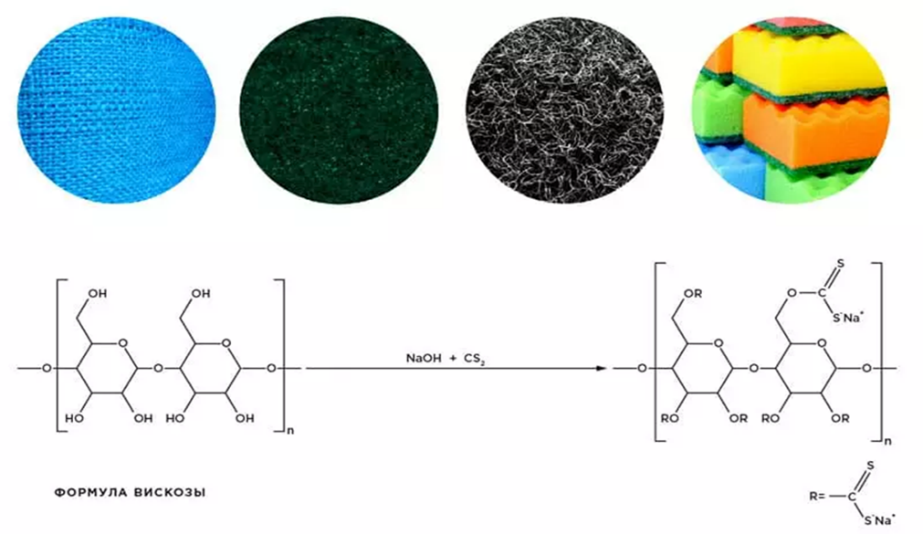 OH OH OR O C S S⁻Na⁺
O O O O O NaOH + CS₂ O O O O O
HO OH HO OH n RO OR RO OR n
ФОРМУЛА ВИСКОЗЫ R= C S S⁻Na⁺